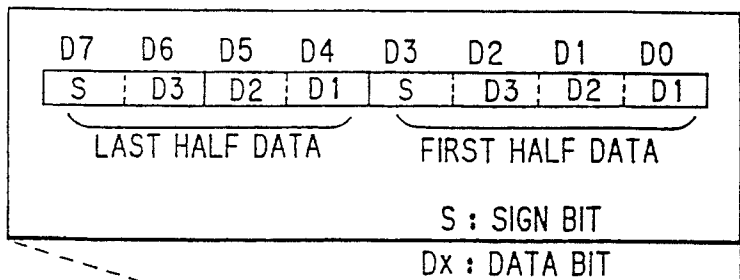 D7 D6 D5 D4 D3 D2 D1 D0
S D3 D2 D1 S D3 D2 D1
LAST HALF DATA FIRST HALF DATA
S : SIGN BIT
Dx : DATA BIT